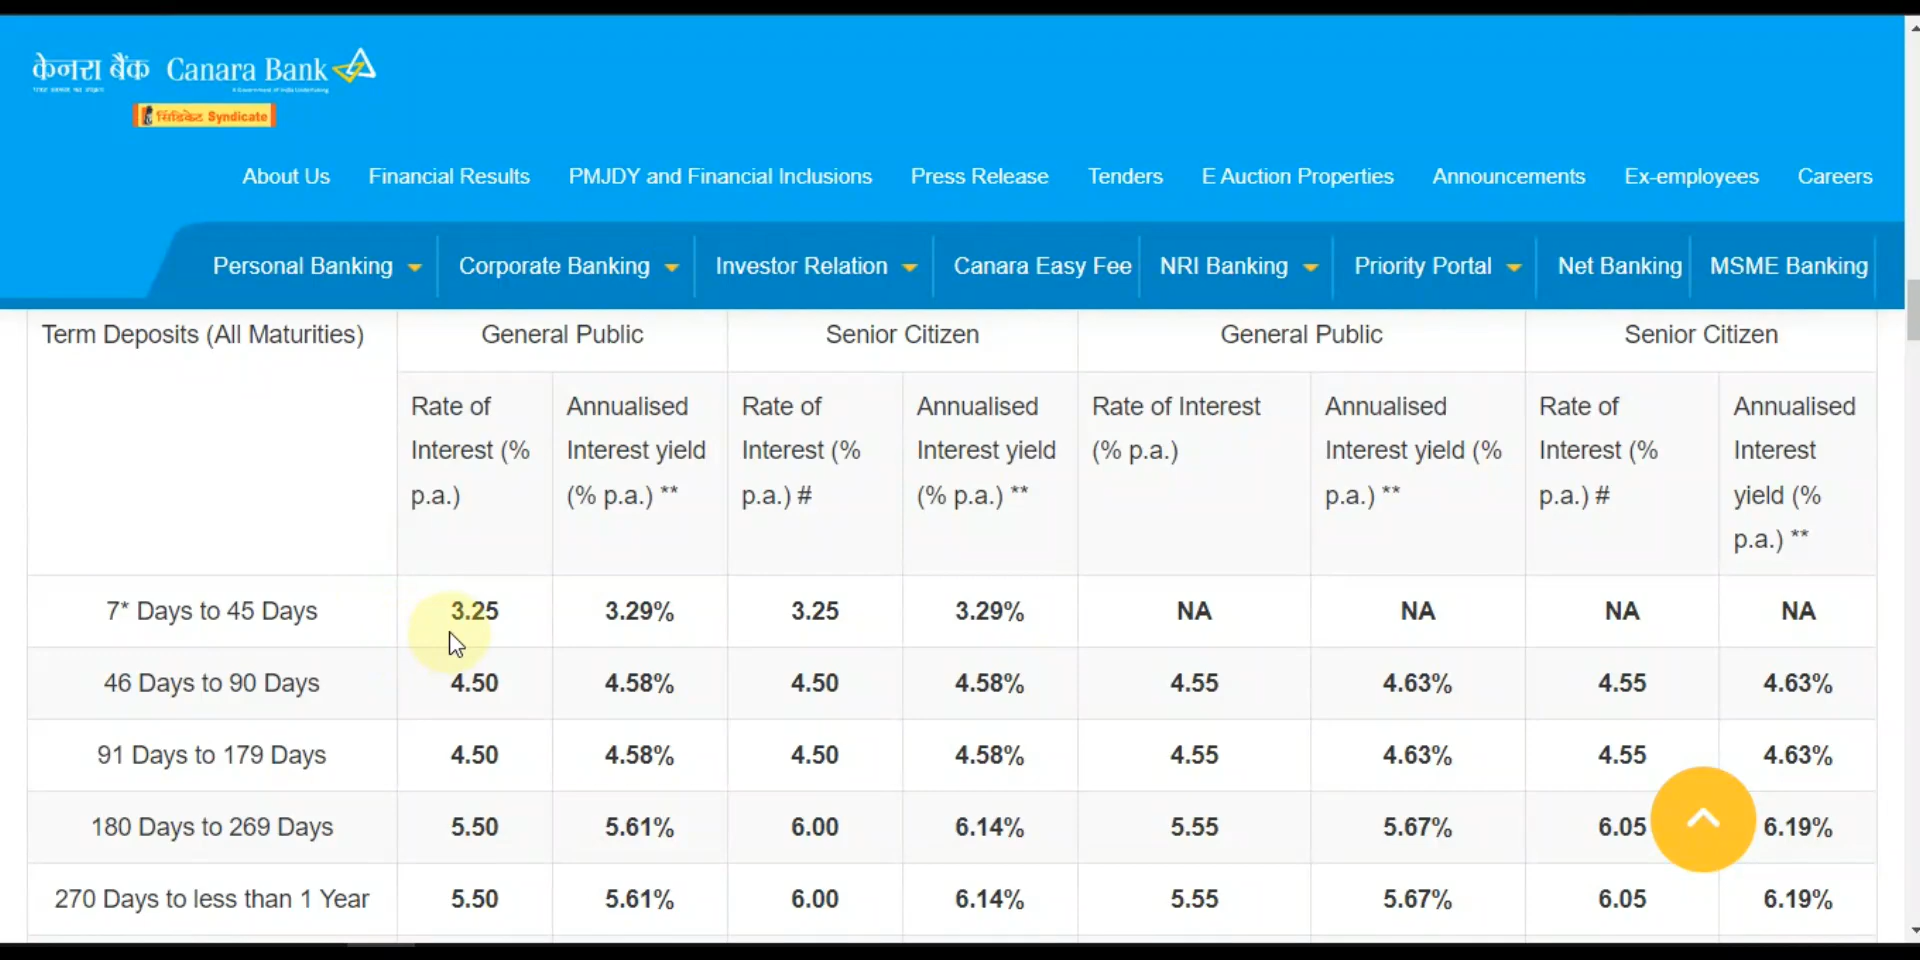 केनरा बैंक Canara Bank
A Government of India Undertaking
सिंडिकेट Syndicate
About Us Financial Results PMJDY and Financial Inclusions Press Release Tenders E Auction Properties Announcements Ex-employees Careers
Personal Banking Corporate Banking Investor Relation Canara Easy Fee NRI Banking Priority Portal Net Banking MSME Banking
Term Deposits (All Maturities) General Public Senior Citizen General Public Senior Citizen
Rate of Annualised Rate of Annualised Rate of Interest Annualised Rate of Annualised
Interest (% Interest yield Interest (% Interest yield (% p.a.) Interest yield (% Interest (% Interest
p.a.) (% p.a.) ** p.a.) # (% p.a.) ** p.a.) ** p.a.) # yield (%
p.a.) **
7* Days to 45 Days 3.25 3.29% 3.25 3.29% NA NA NA NA
46 Days to 90 Days 4.50 4.58% 4.50 4.58% 4.55 4.63% 4.55 4.63%
91 Days to 179 Days 4.50 4.58% 4.50 4.58% 4.55 4.63% 4.55 4.63%
180 Days to 269 Days 5.50 5.61% 6.00 6.14% 5.55 5.67% 6.05 6.19%
270 Days to less than 1 Year 5.50 5.61% 6.00 6.14% 5.55 5.67% 6.05 6.19%